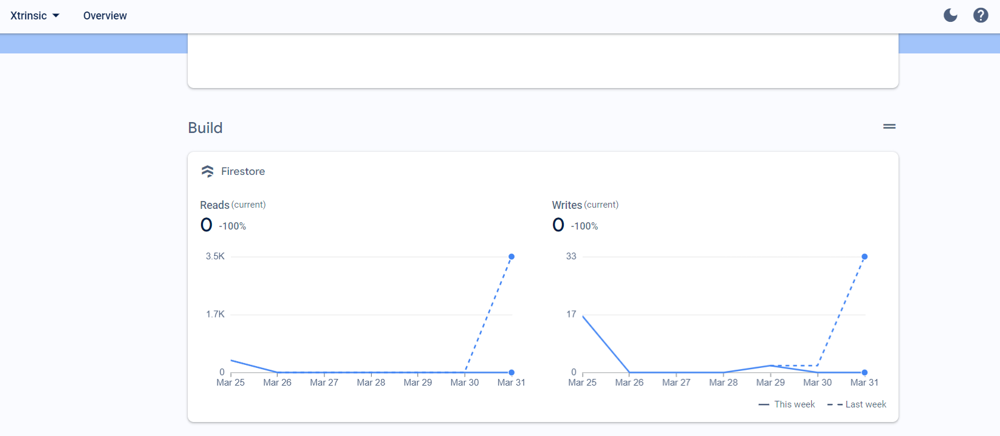 Xtrinsic Overview
Build
Firestore
Reads (current)
0 -100%
3.5K
1.7K
0
Mar 25 Mar 26 Mar 27 Mar 28 Mar 29 Mar 30 Mar 31
Writes (current)
0 -100%
33
17
0
Mar 25 Mar 26 Mar 27 Mar 28 Mar 29 Mar 30 Mar 31
This week Last week